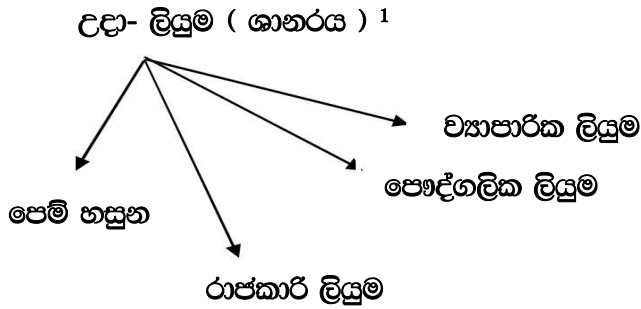 උදා- ලියුම ( ශානරය ) 1
ව්‍යාපාරික ලියුම
පෞද්ගලික ලියුම
පෙම් හසුන
රාජකාරි ලියුම